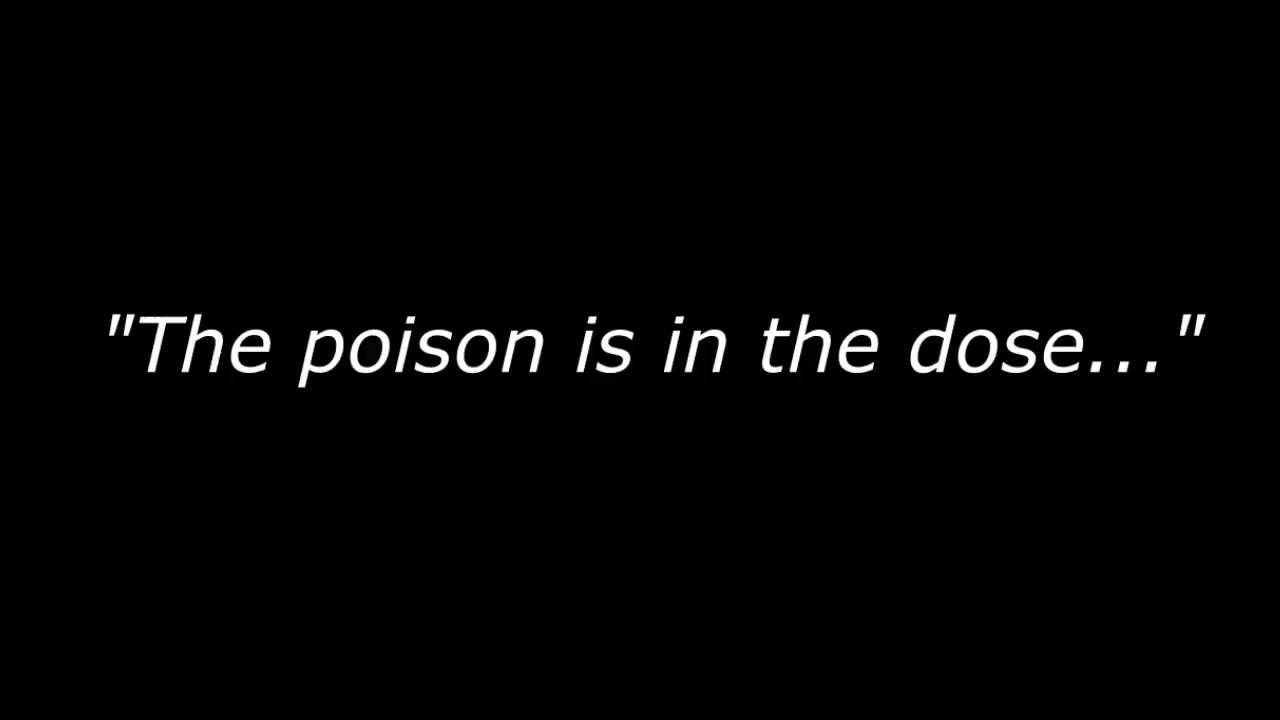 "The poison is in the dose..."